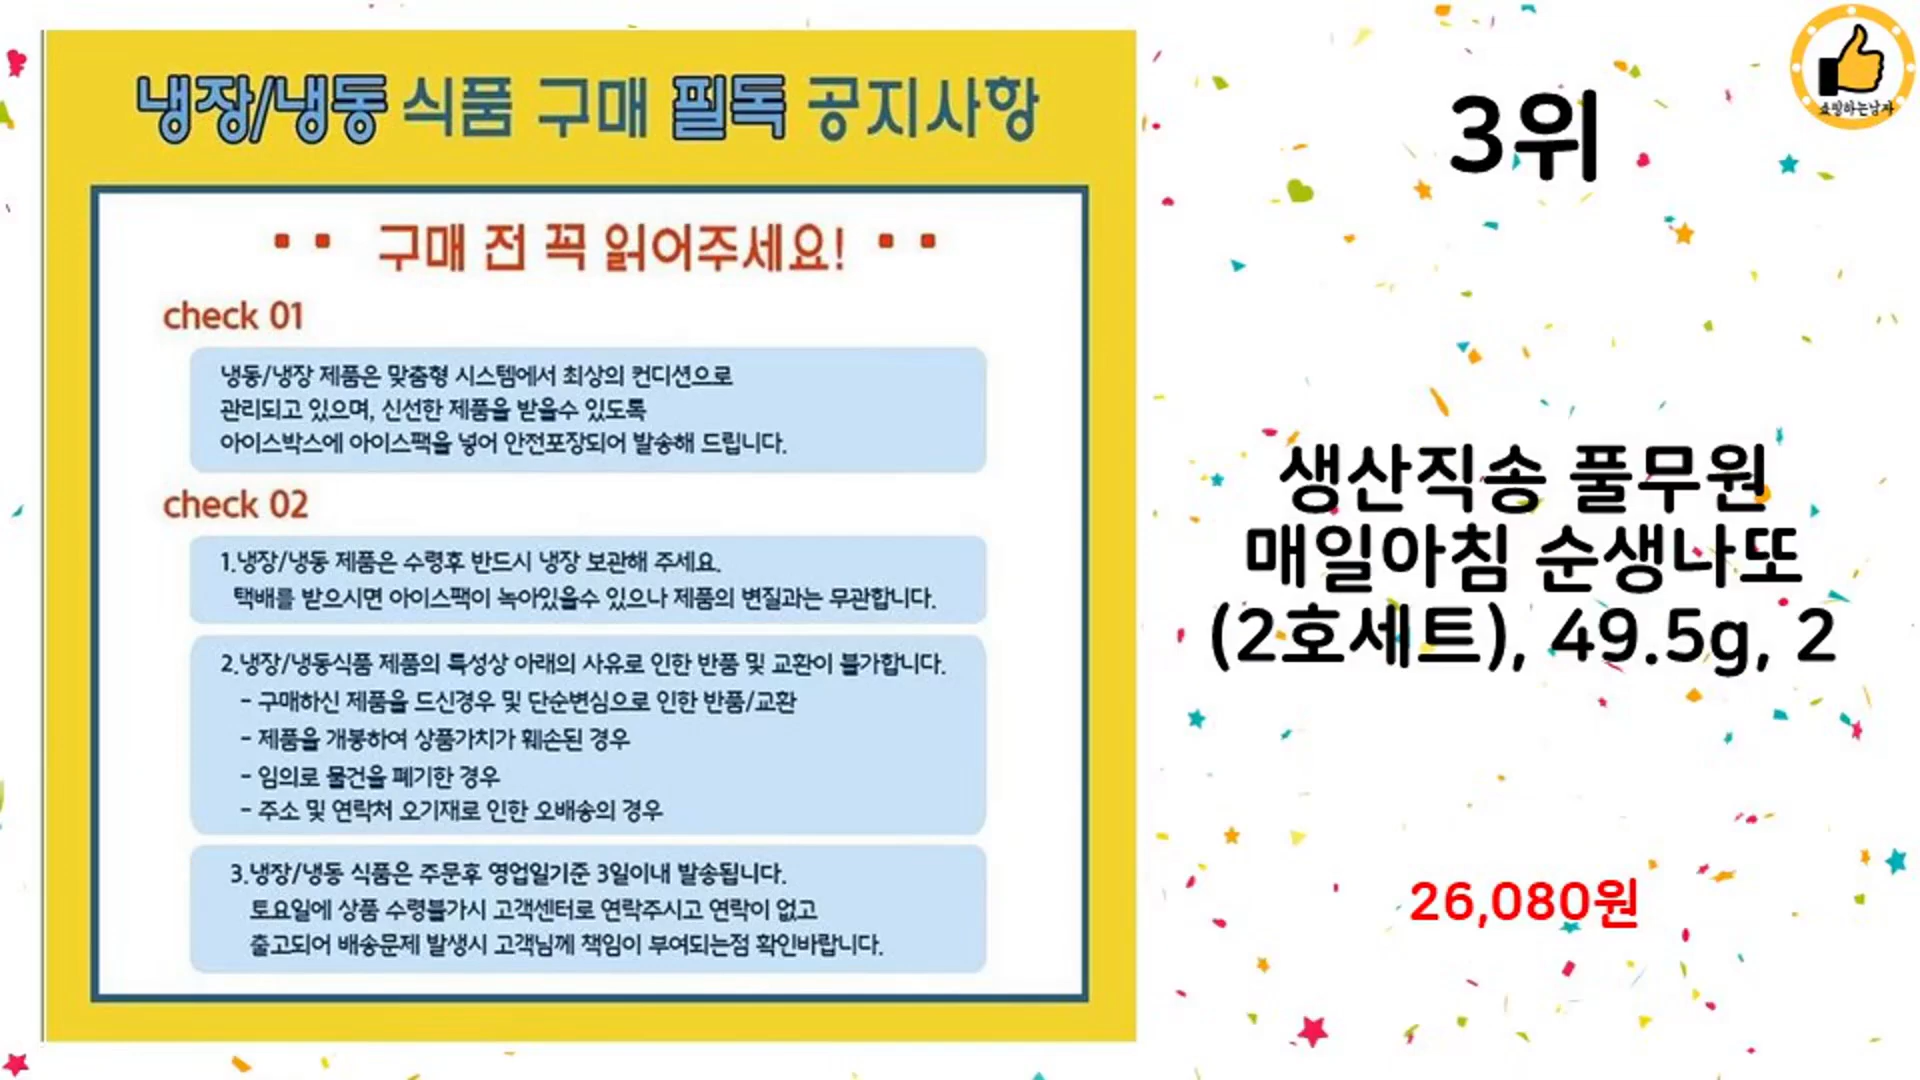 냉장/냉동 식품 구매 필독 공지사항
구매 전 꼭 읽어주세요!
check 01
냉동/냉장 제품은 맞춤형 시스템에서 최상의 컨디션으로
관리되고 있으며, 신선한 제품을 받을수 있도록
아이스박스에 아이스팩을 넣어 안전포장되어 발송해 드립니다.
check 02
1.냉장/냉동 제품은 수령후 반드시 냉장 보관해 주세요.
택배를 받으시면 아이스팩이 녹아있을수 있으나 제품의 변질과는 무관합니다.
2.냉장/냉동식품 제품의 특성상 아래의 사유로 인한 반품 및 교환이 불가합니다.
- 구매하신 제품을 드신경우 및 단순변심으로 인한 반품/교환
- 제품을 개봉하여 상품가치가 훼손된 경우
- 임의로 물건을 폐기한 경우
- 주소 및 연락처 오기재로 인한 오배송의 경우
3.냉장/냉동 식품은 주문후 영업일기준 3일이내 발송됩니다.
토요일에 상품 수령불가시 고객센터로 연락주시고 연락이 없고
출고되어 배송문제 발생시 고객님께 책임이 부여되는점 확인바랍니다.
쇼핑하는남자
3위
생산직송 풀무원
매일아침 순생나또
(2호세트), 49.5g, 2
26,080원